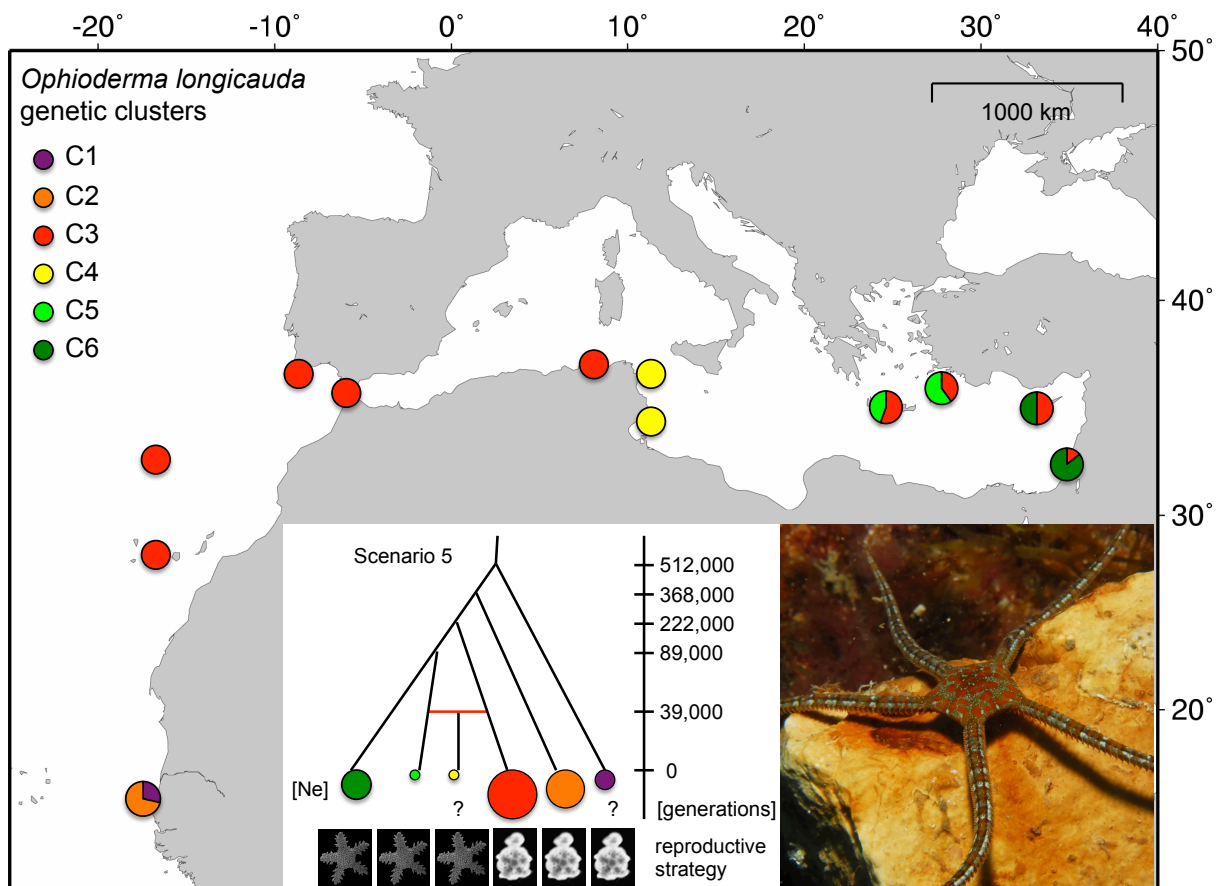 -20° -10° 0° 10° 20° 30° 40°
50°
Ophioderma longicauda
genetic clusters
1000 km
C1
C2
C3
C4
C5
C6
40°
30°
20°
Scenario 5
512,000
368,000
222,000
89,000
39,000
0
[Ne]
? ? [generations]
reproductive
strategy